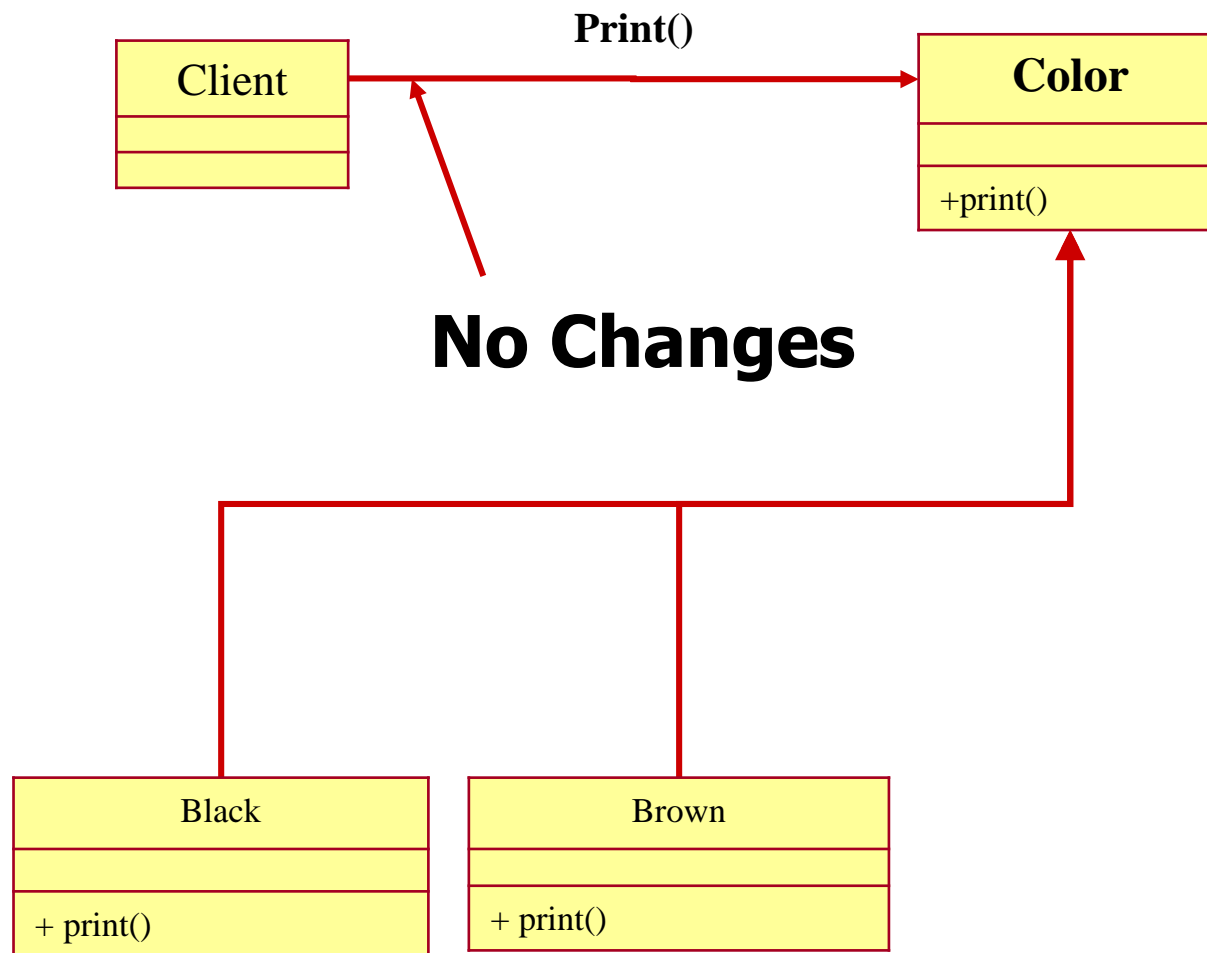 Print()
Client
Color
+print()
No Changes
Black
Brown
+ print()
+ print()